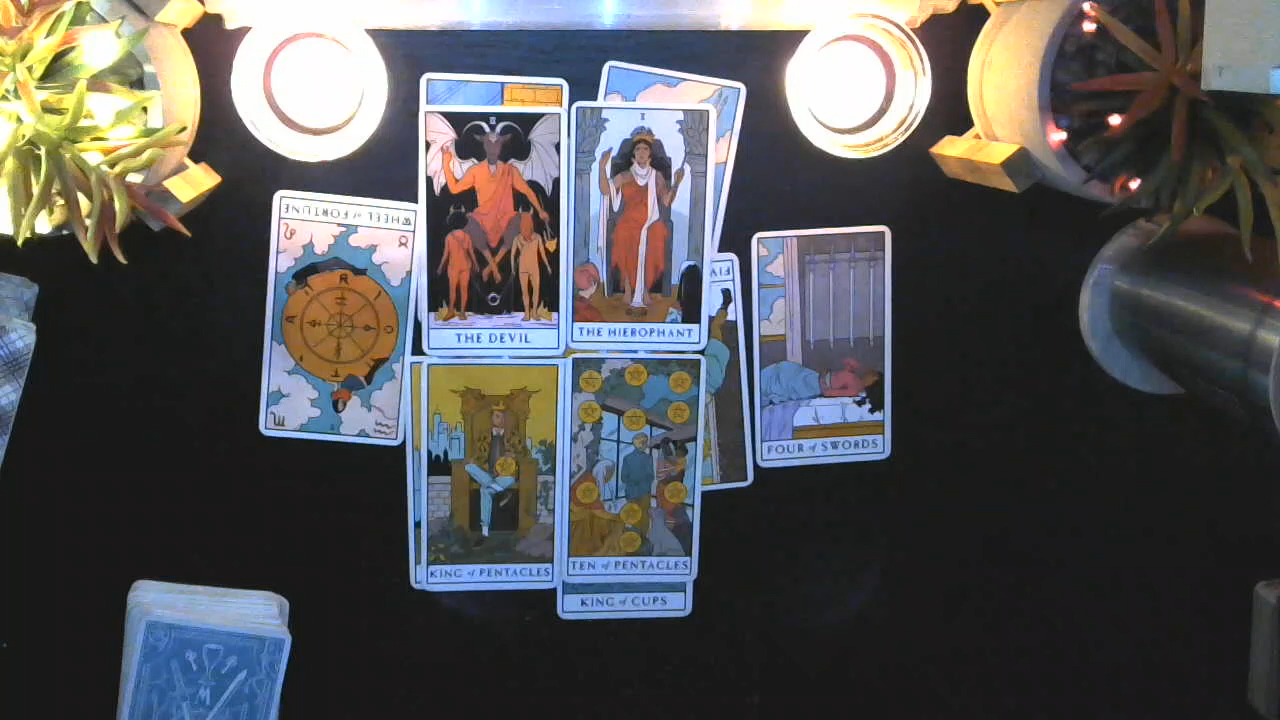 WHEEL of FORTUNE
THE DEVIL
THE HIEROPHANT
FIV
FOUR of SWORDS
KING of PENTACLES
TEN of PENTACLES
KING of CUPS